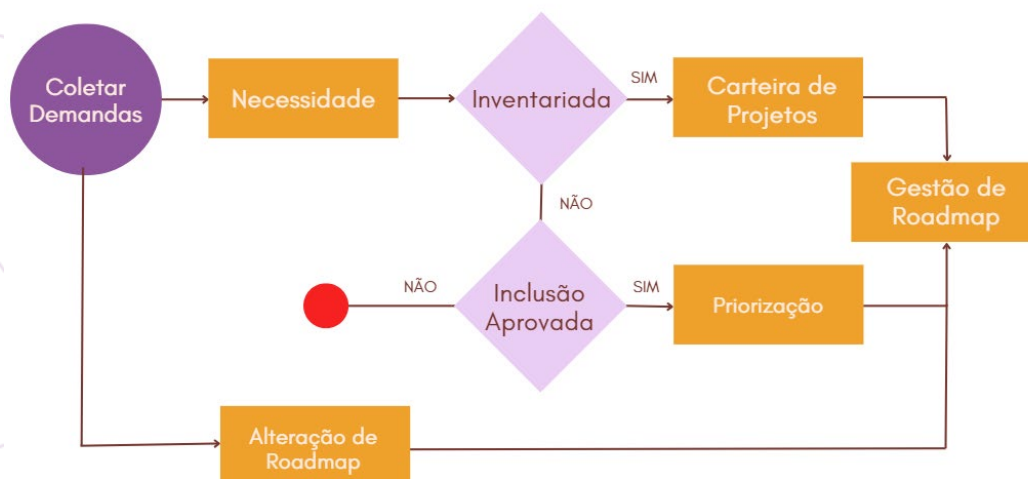 Coletar
Demandas
Necessidade
Inventariada
SIM
Carteira de
Projetos
Gestão de
Roadmap
NÃO
NÃO
Inclusão
Aprovada
SIM
Priorização
Alteração de
Roadmap